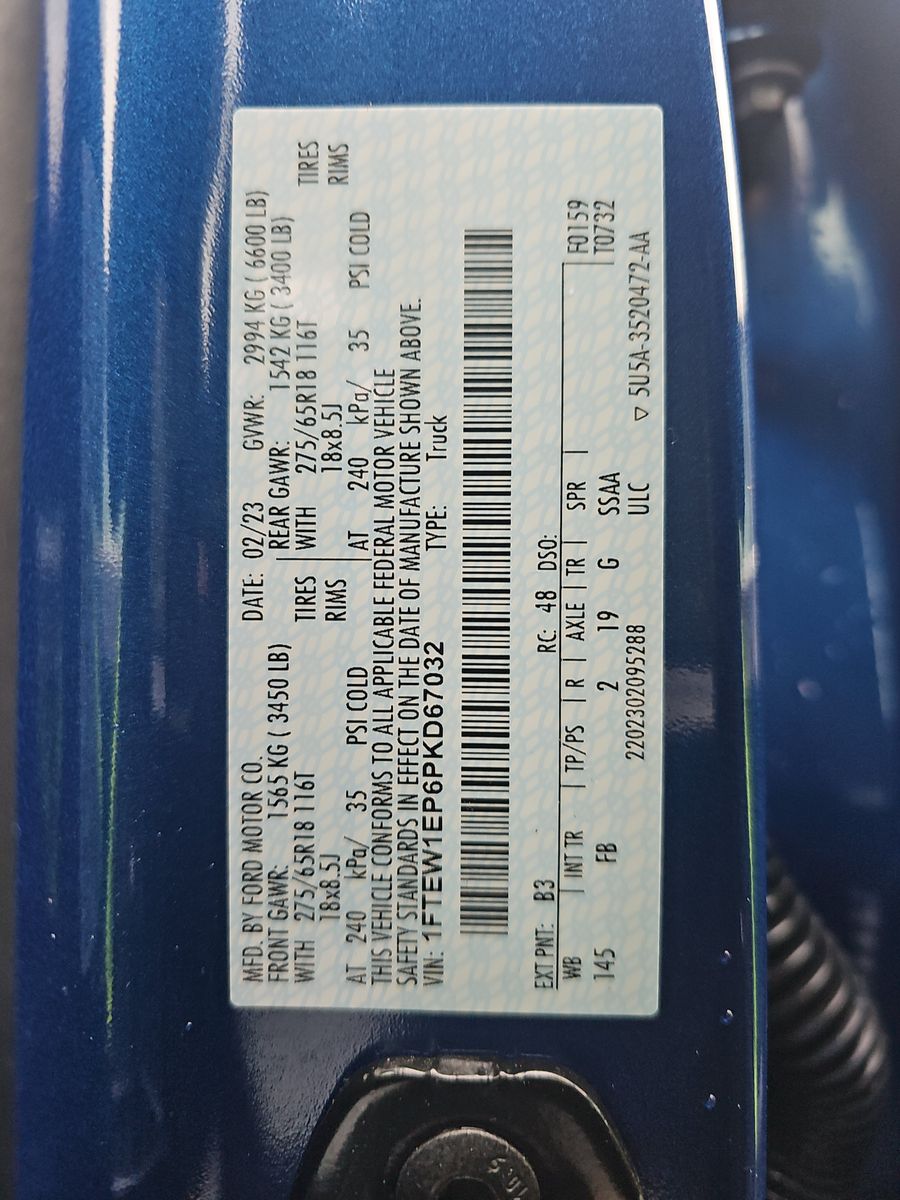 MFD. BY FORD MOTOR CO. DATE: 02/23 GVWR: 2994 KG ( 6600 LB)
FRONT GAWR: 1565 KG ( 3450 LB) REAR GAWR: 1542 KG ( 3400 LB)
WITH 275/65R18 116T TIRES WITH 275/65R18 116T TIRES
18x8.5J RIMS 18x8.5J RIMS
AT 240 kPa/ 35 PSI COLD AT 240 kPa/ 35 PSI COLD
THIS VEHICLE CONFORMS TO ALL APPLICABLE FEDERAL MOTOR VEHICLE
SAFETY STANDARDS IN EFFECT ON THE DATE OF MANUFACTURE SHOWN ABOVE.
VIN: 1FTEW1EP6PKD67032 TYPE: Truck
EXT PNT: B3 RC: 48 DSO:
WB INT TR TP/PS R AXLE TR SPR F0159
145 FB 2 19 G SSAA T0732
2202302095288 ULC ▽ 5U5A-3520472-AA